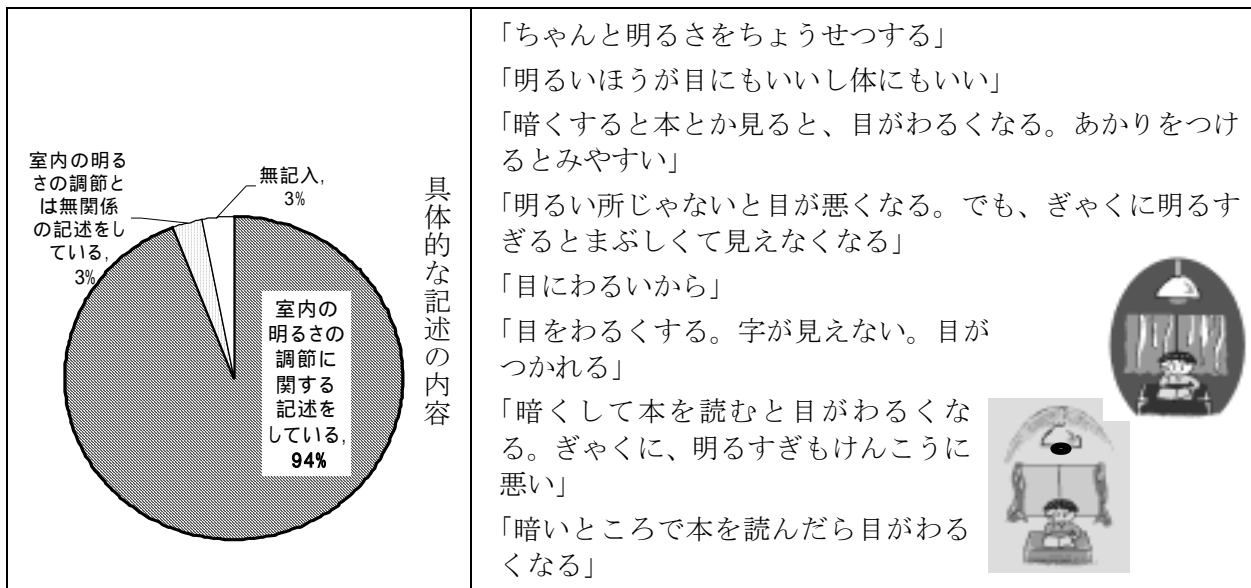 室内の明る
さの調節と
は無関係
の記述をし
ている,
3%
無記入,
3%
室内の
明るさの
調節に
関する
記述を
している,
94%
具体的な記述の内容
「ちゃんと明るさをちょうせつする」
「明るいほうが目にもいいし体にもいい」
「暗くすると本とか見ると、目がわるくなる。あかりをつけ
るとみやすい」
「明るい所じゃないと目が悪くなる。でも、ぎゃくに明るす
ぎるとまぶしくて見えなくなる」
「目にわるいから」
「目をわるくする。字が見えない。目が
つかれる」
「暗くして本を読むと目がわるくな
る。ぎゃくに、明るすぎもけんこうに
悪い」
「暗いところで本を読んだら目がわる
くなる」